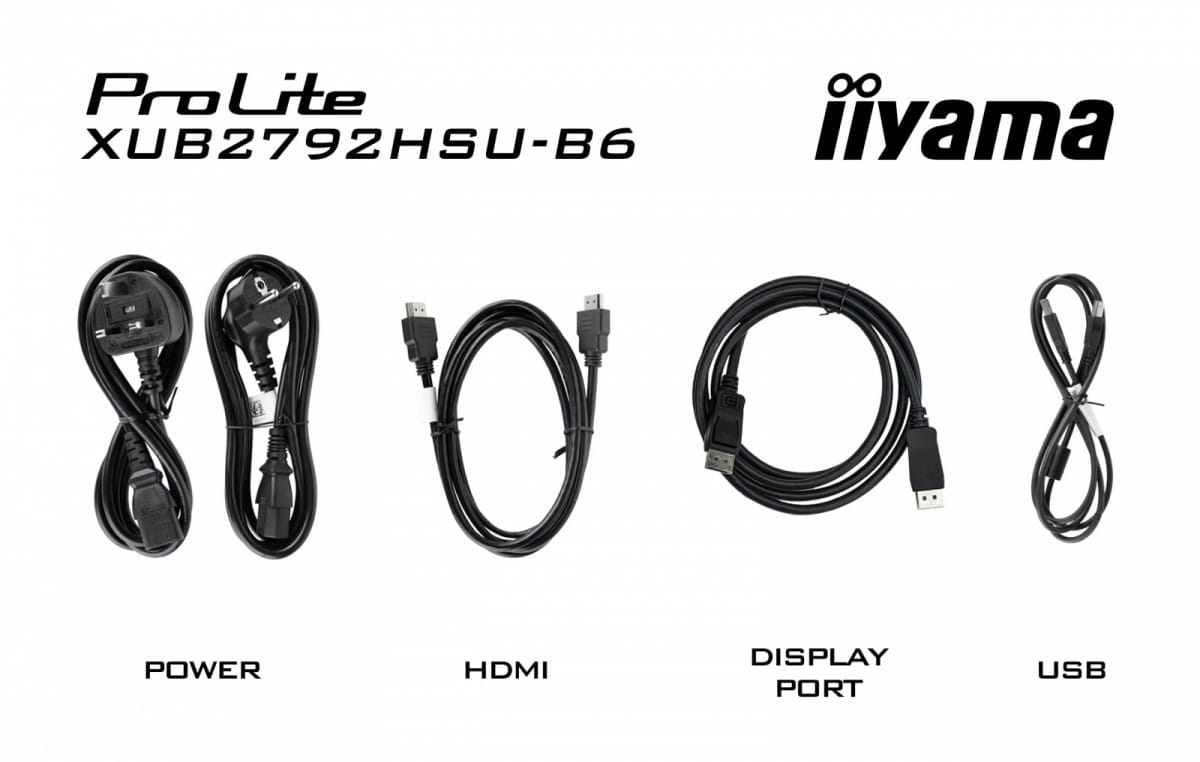 ProLite
iiyama
XUB2792HSU-B6
POWER
HDMI
DISPLAY
PORT
USB